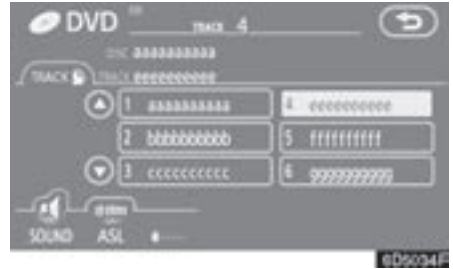 DVD TRACK 4
DISC aaaaaaaaaa
TRACK TRACK eeeeeeeeee
1 aaaaaaaaaa 4 eeeeeeeeee
2 bbbbbbbbbb 5 ffffffffff
3 cccccccccc 6 gggggggggg
SOUND ASL
6D5034F